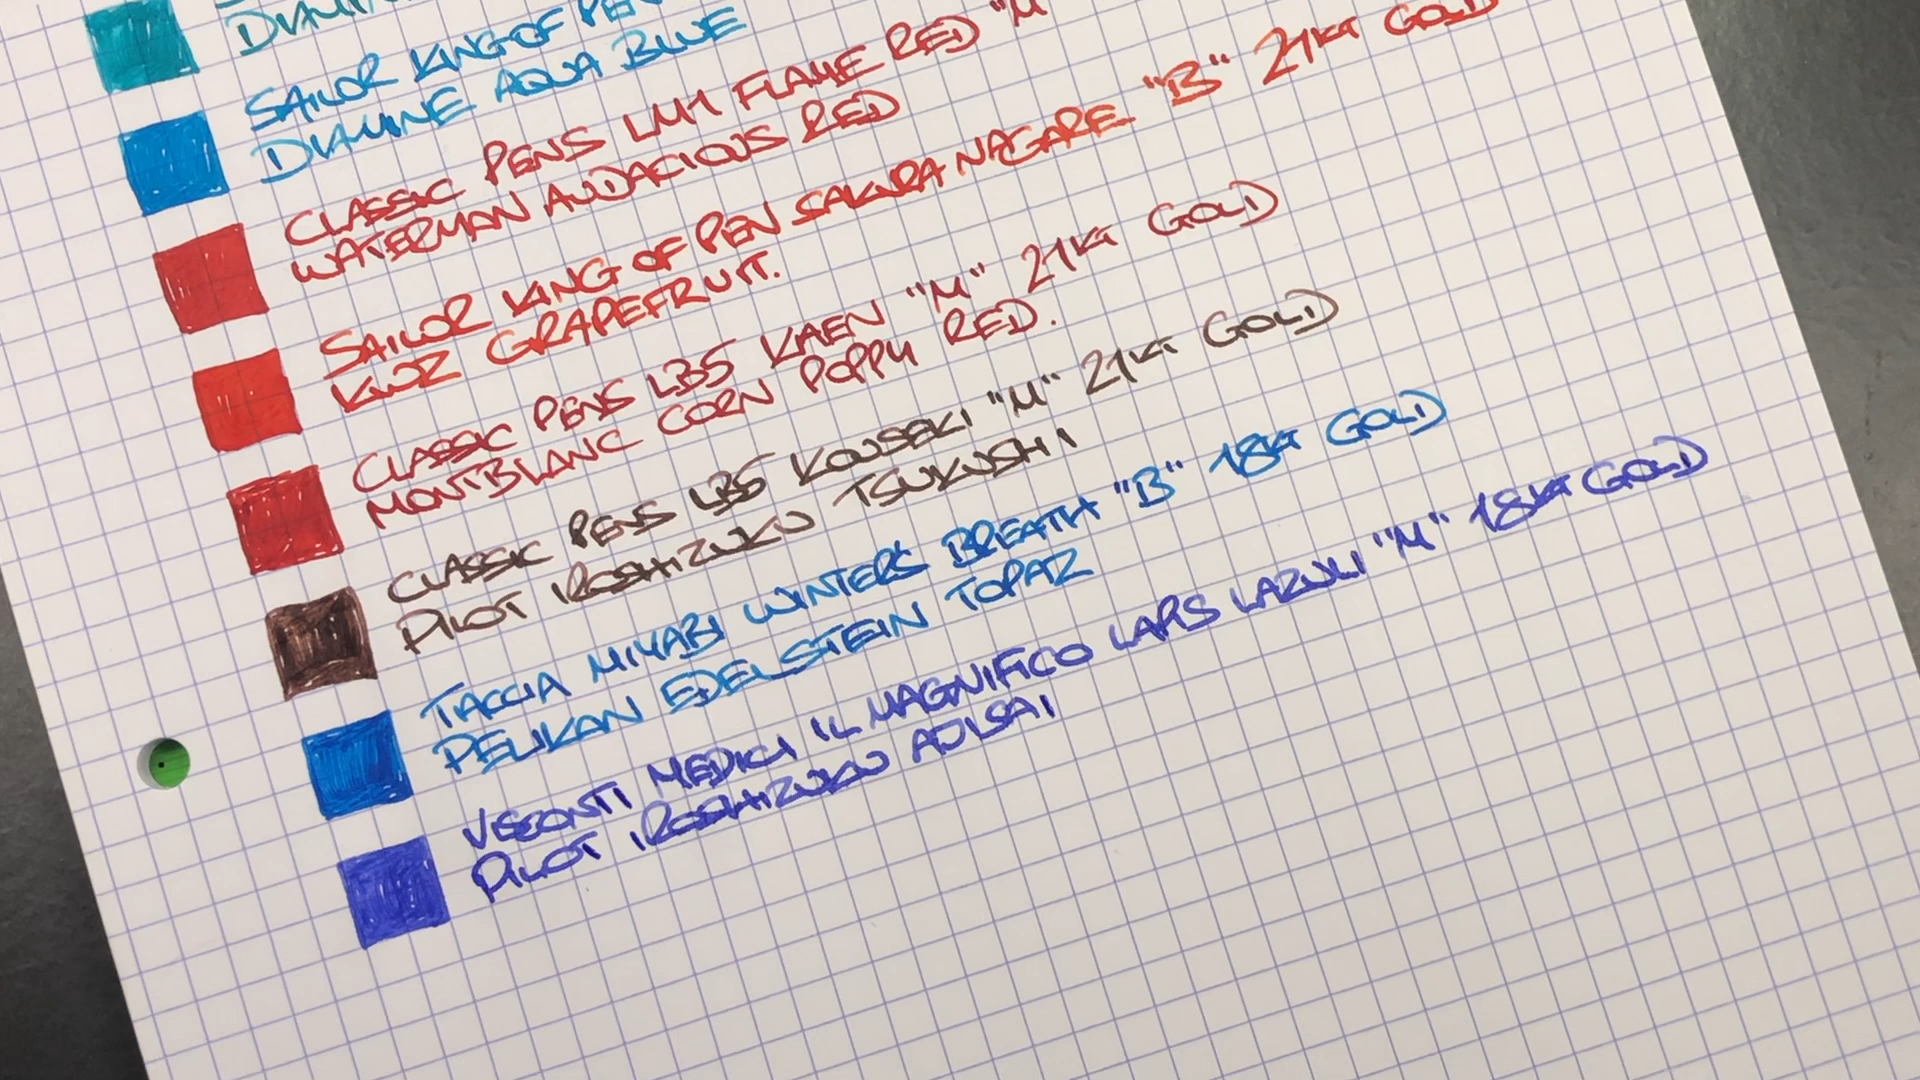 DIAMINE
SAILOR KING OF PEN
DIAMINE AQUA BLUE
CLASSIC PENS LM1 FLAME RED "M"
WATERMAN AUDACIOUS RED
SAILOR KING OF PEN SAKURA NAGARE "B" 21KT GOLD
KWZ GRAPEFRUIT.
CLASSIC PENS LB5 KAEN "M" 21KT GOLD
MONTBLANC CORN POPPY RED.
CLASSIC PENS LB5 KOUSEKI "M" 21KT GOLD
PILOT IROSHIZUKU TSUKUSHI
TACCIA MIYABI WINTERS BREATH "B" 18KT GOLD
PELIKAN EDELSTEIN TOPAZ
VISCONTI MEDICI IL MAGNIFICO LAPIS LAZULI "M" 18KT GOLD
PILOT IROSHIZUKU AJISAI